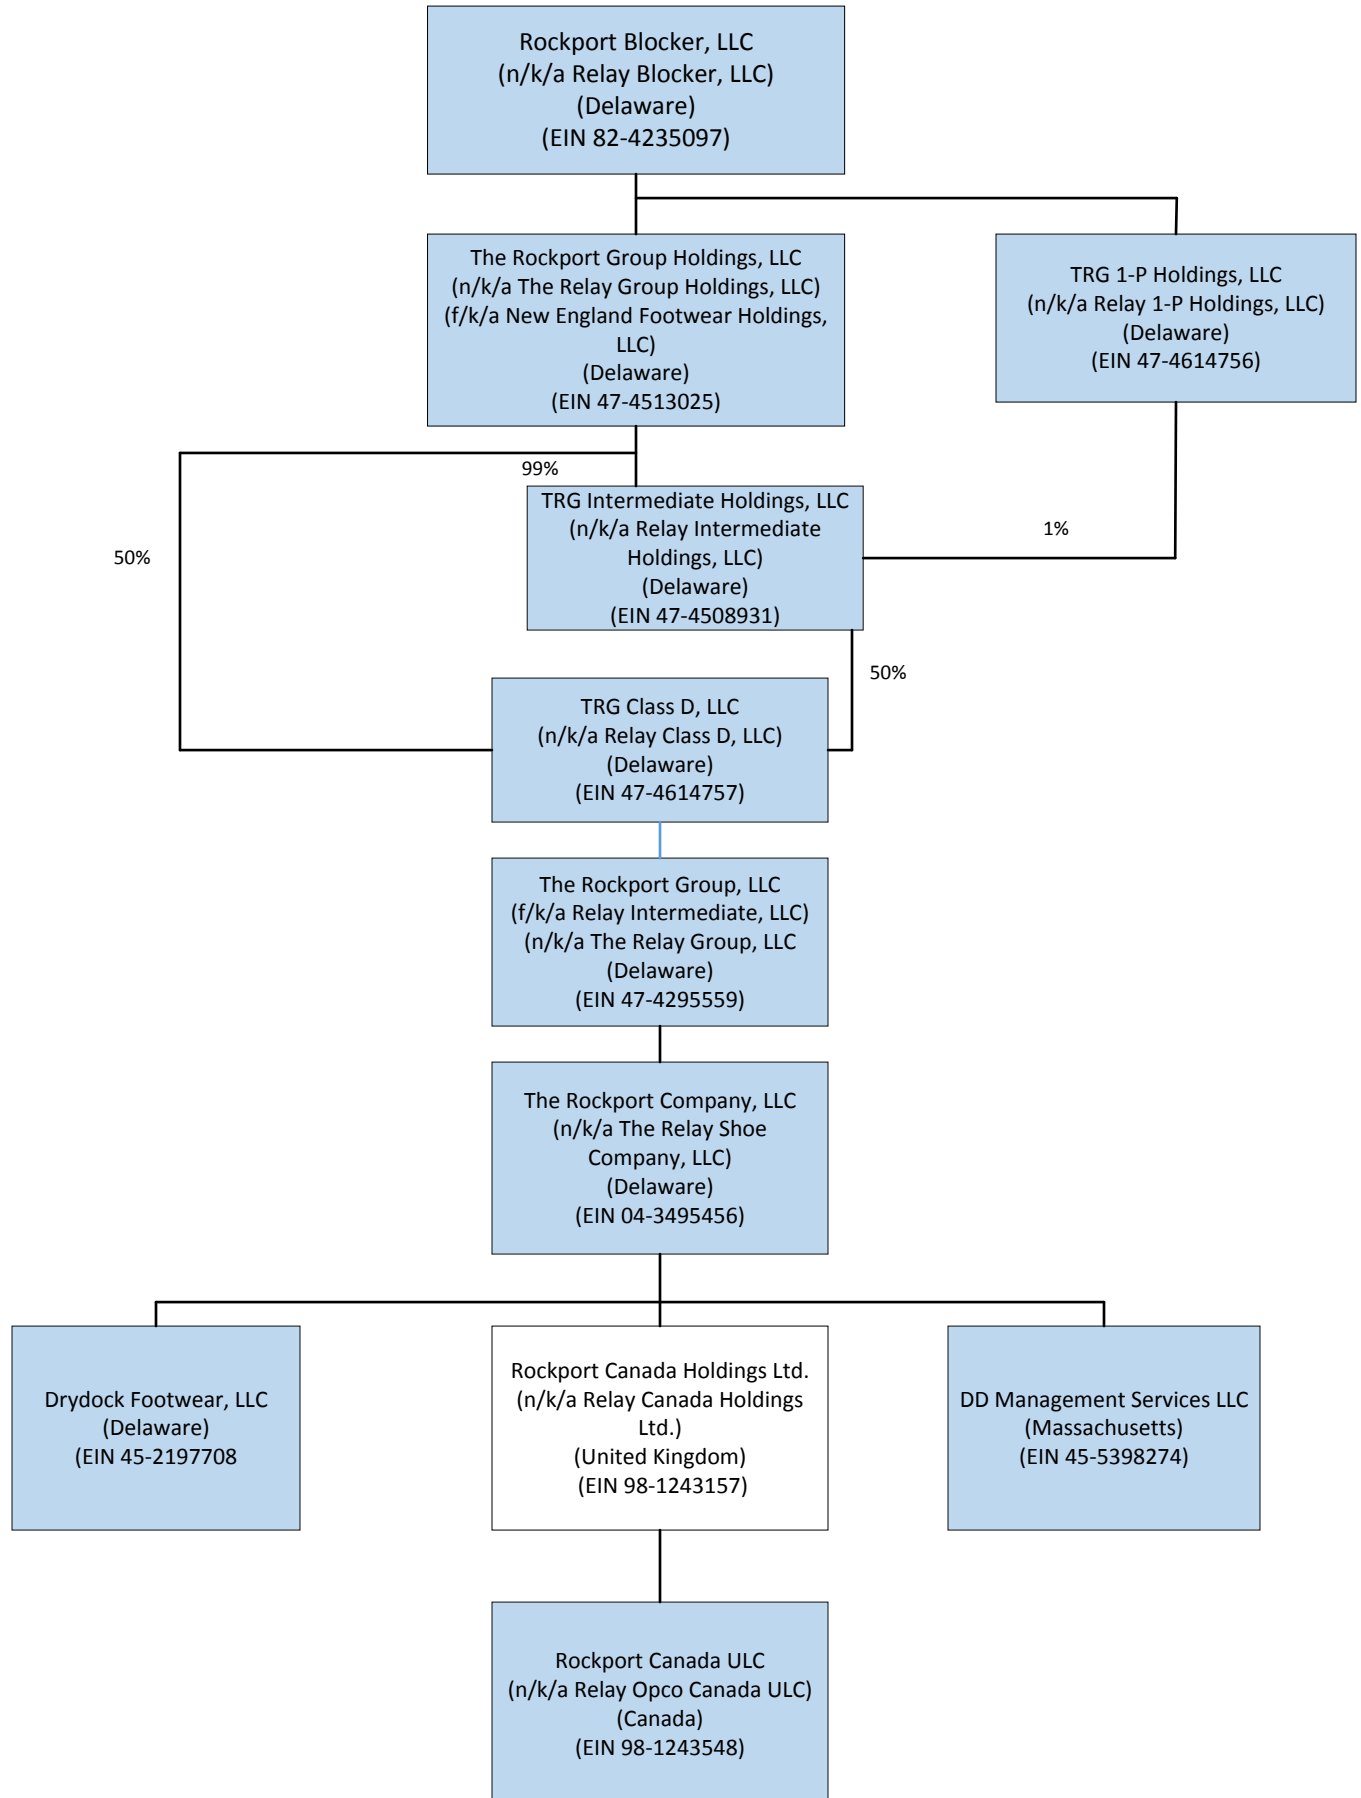 Rockport Blocker, LLC
(n/k/a Relay Blocker, LLC)
(Delaware)
(EIN 82-4235097)
The Rockport Group Holdings, LLC
(n/k/a The Relay Group Holdings, LLC)
(f/k/a New England Footwear Holdings,
LLC)
(Delaware)
(EIN 47-4513025)
TRG 1-P Holdings, LLC
(n/k/a Relay 1-P Holdings, LLC)
(Delaware)
(EIN 47-4614756)
99%
TRG Intermediate Holdings, LLC
(n/k/a Relay Intermediate
Holdings, LLC)
(Delaware)
(EIN 47-4508931)
1%
50%
50%
TRG Class D, LLC
(n/k/a Relay Class D, LLC)
(Delaware)
(EIN 47-4614757)
The Rockport Group, LLC
(f/k/a Relay Intermediate, LLC)
(n/k/a The Relay Group, LLC
(Delaware)
(EIN 47-4295559)
The Rockport Company, LLC
(n/k/a The Relay Shoe
Company, LLC)
(Delaware)
(EIN 04-3495456)
Drydock Footwear, LLC
(Delaware)
(EIN 45-2197708
Rockport Canada Holdings Ltd.
(n/k/a Relay Canada Holdings
Ltd.)
(United Kingdom)
(EIN 98-1243157)
DD Management Services LLC
(Massachusetts)
(EIN 45-5398274)
Rockport Canada ULC
(n/k/a Relay Opco Canada ULC)
(Canada)
(EIN 98-1243548)